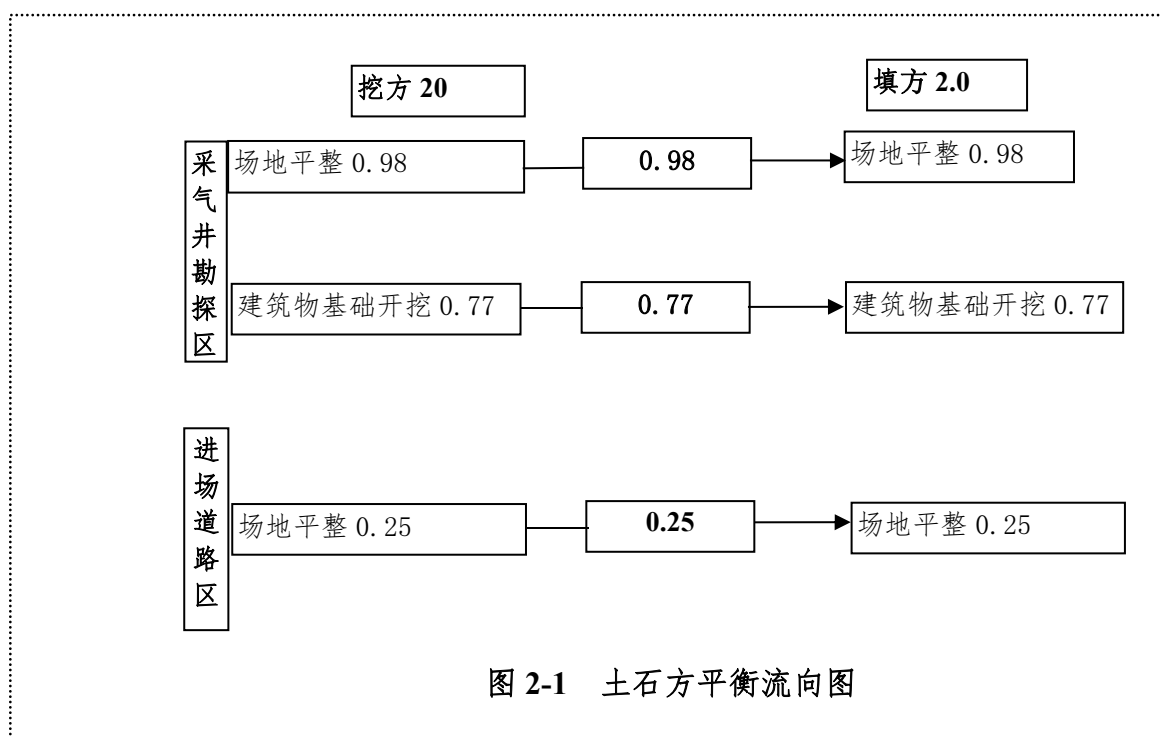 挖方 20
填方 2.0
采气井勘探区
场地平整 0.98
0.98
场地平整 0.98
建筑物基础开挖 0.77
0.77
建筑物基础开挖 0.77
进场道路区
场地平整 0.25
0.25
场地平整 0.25
图 2-1 土石方平衡流向图